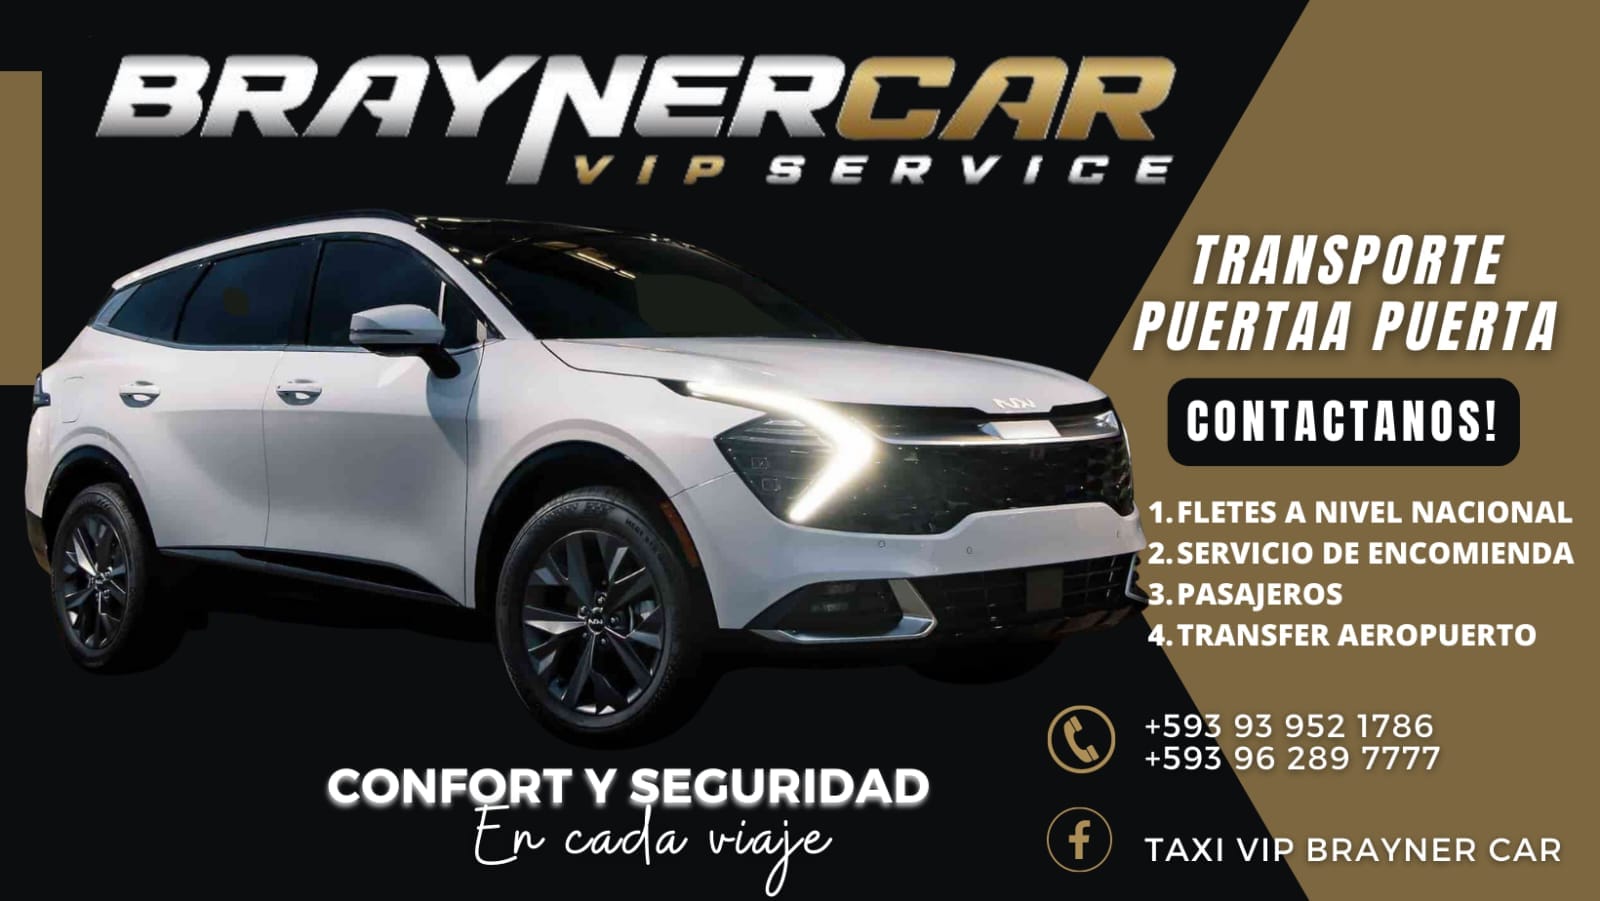 BRAYNERCAR
VIP SERVICE
TRANSPORTE
PUERTAA PUERTA
CONTACTANOS!
1. FLETES A NIVEL NACIONAL
2. SERVICIO DE ENCOMIENDA
3. PASAJEROS
4. TRANSFER AEROPUERTO
+593 93 952 1786
+593 96 289 7777
TAXI VIP BRAYNER CAR
CONFORT Y SEGURIDAD
En cada viaje